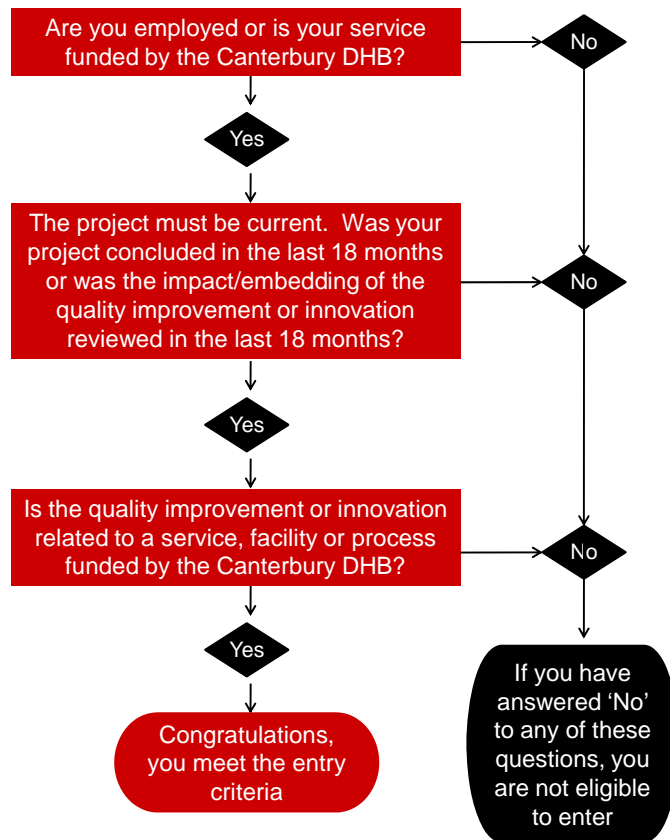 Are you employed or is your service
funded by the Canterbury DHB?
No
Yes
The project must be current.  Was your
project concluded in the last 18 months
or was the impact/embedding of the
quality improvement or innovation
reviewed in the last 18 months?
No
Yes
Is the quality improvement or innovation
related to a service, facility or process
funded by the Canterbury DHB?
No
Yes
If you have
answered ‘No’
to any of these
questions, you
are not eligible
to enter
Congratulations,
you meet the entry
criteria